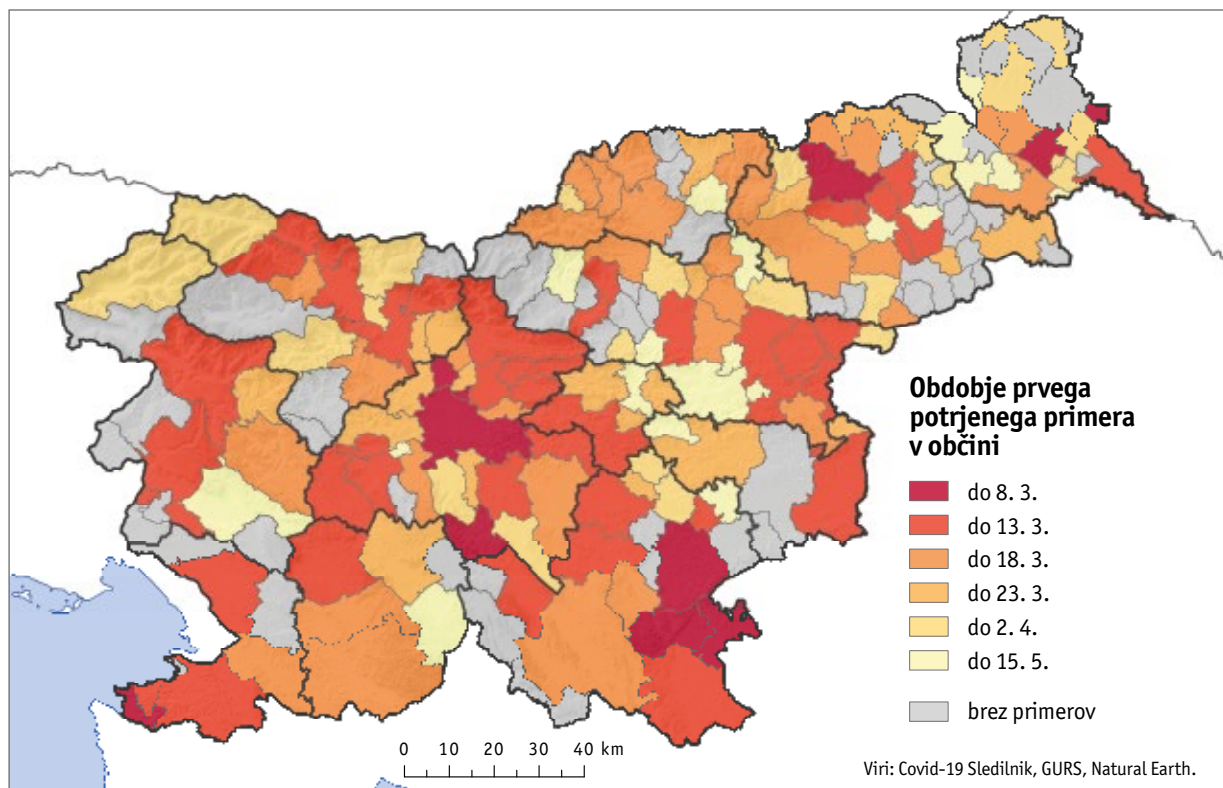 Obdobje prvega
potrjenega primera
v občini
do 8. 3.
do 13. 3.
do 18. 3.
do 23. 3.
do 2. 4.
do 15. 5.
brez primerov
0 10 20 30 40 km
Viri: Covid-19 Sledilnik, GURS, Natural Earth.